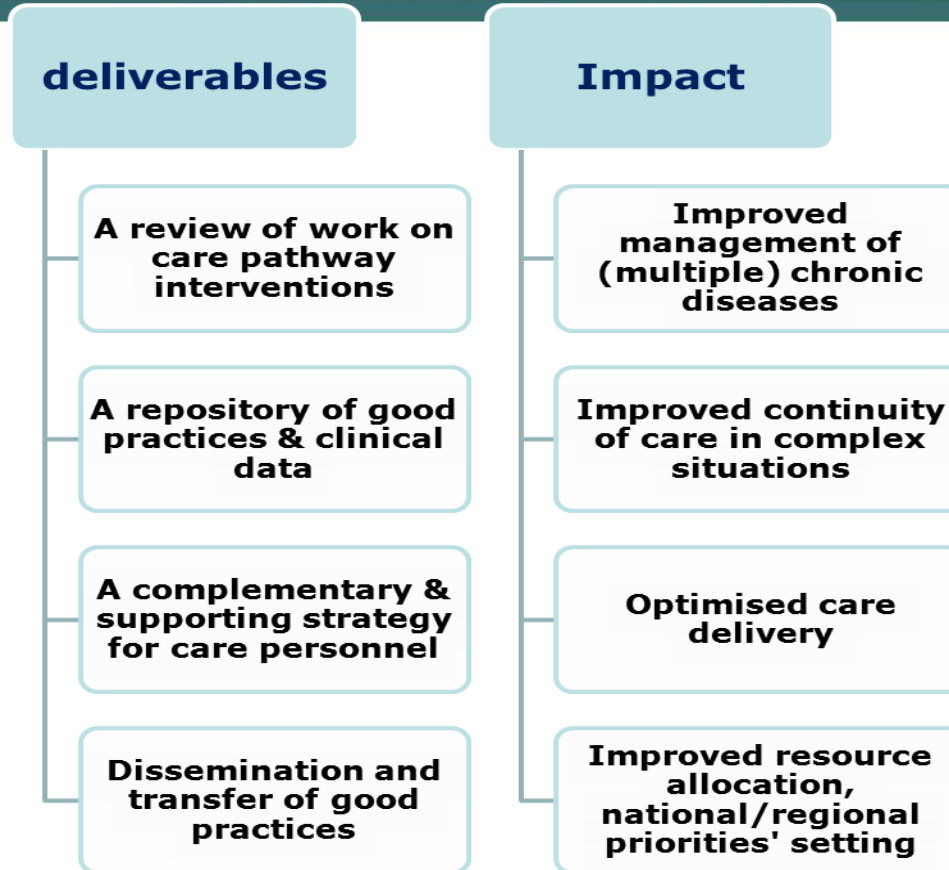 deliverables
A review of work on
care pathway
interventions
A repository of good
practices & clinical
data
A complementary &
supporting strategy
for care personnel
Dissemination and
transfer of good
practices
Impact
Improved
management of
(multiple) chronic
diseases
Improved continuity
of care in complex
situations
Optimised care
delivery
Improved resource
allocation,
national/regional
priorities' setting